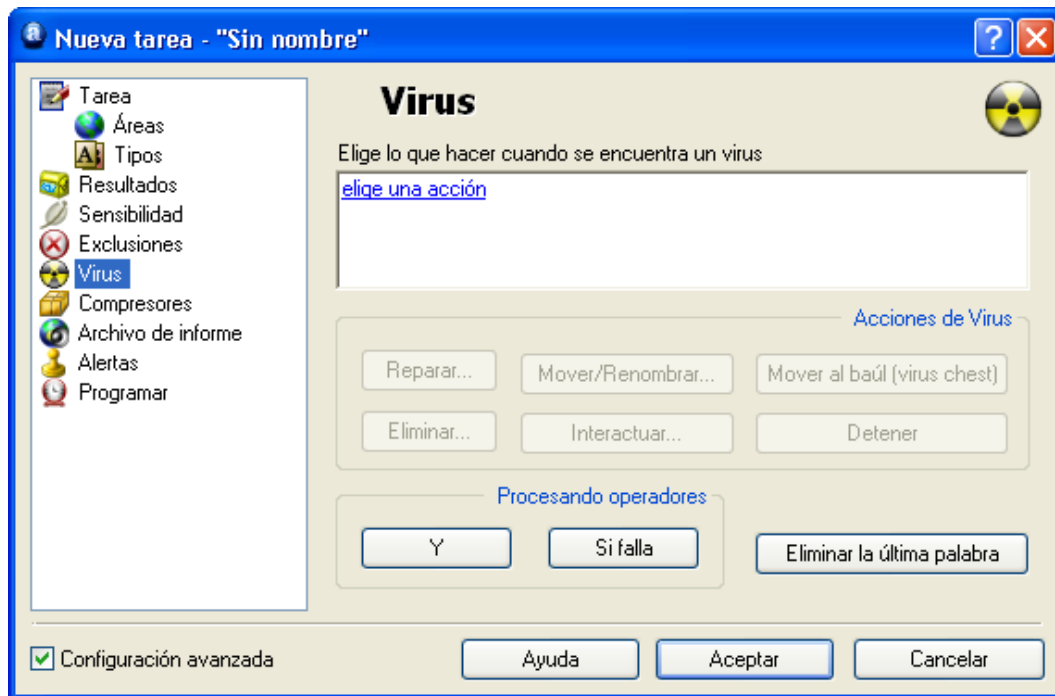 Nueva tarea - "Sin nombre"
Tarea
Áreas
Tipos
Resultados
Sensibilidad
Exclusiones
Virus
Compresores
Archivo de informe
Alertas
Programar
Virus
Elige lo que hacer cuando se encuentra un virus
elige una acción
Acciones de Virus
Reparar...
Mover/Renombrar...
Mover al baúl (virus chest)
Eliminar...
Interactuar...
Detener
Procesando operadores
Y
Si falla
Eliminar la última palabra
Configuración avanzada
Ayuda
Aceptar
Cancelar